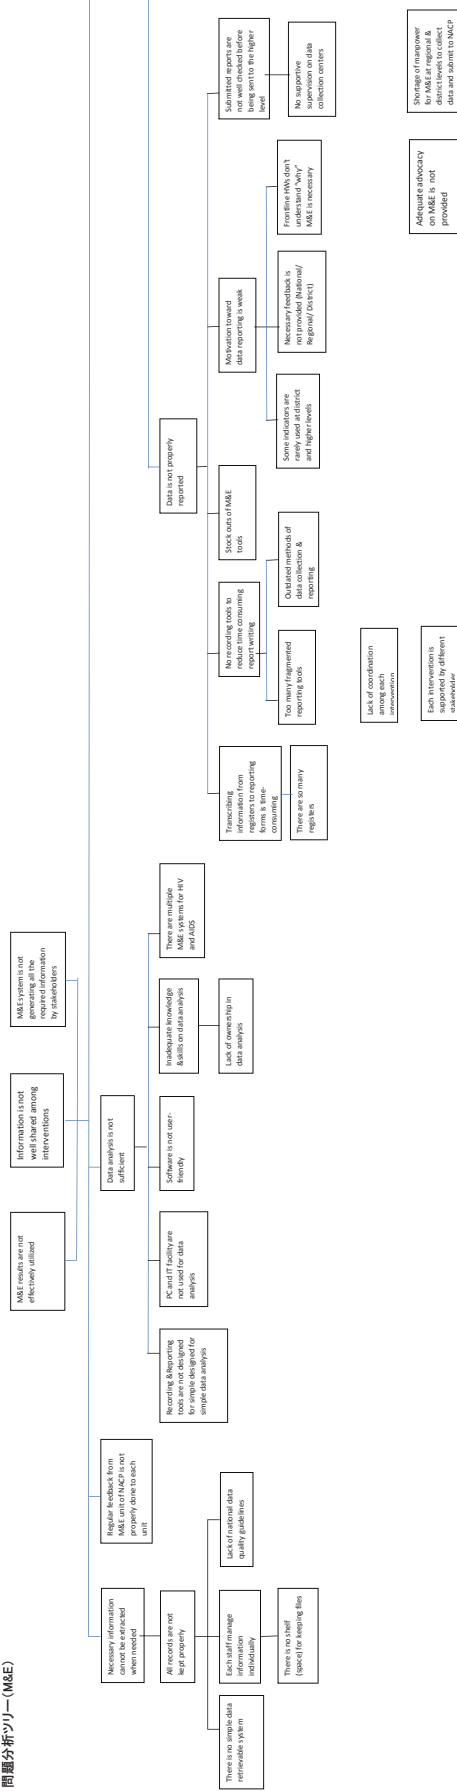 問題分析ツリー（M&E）
M&E results are not
effectively utilized
Information is not
well shared among
interventions
M&E system is not
generating all the
required information
by stakeholders
Necessary information
cannot be extracted
when needed
Regular feedback from
M&E unit of NACP is not
properly done to each
unit
Data analysis is not
sufficient
Data is not properly
reported
All records are not
kept properly
Recording &Reporting
tools are not designed
for simple designed for
simple data analysis
PC and IT facility are
not used for data
analysis
Software is not user-
friendly
Inadequate knowledge
&skills on data analysis
There are multiple
M&E systems for HIV
and AIDS
There is no simple data
retrievable system
Each staff manage
information
individually
Lack of national data
quality guidelines
Lack of ownership in
data analysis
Transcribing
information from
registers to reporting
forms is time-
consuming
No recording tools to
reduce time consuming
report writing
Stock outs of M&E
tools
Motivation toward
data reporting is weak
Submitted reports are
not well checked before
being sent to the higher
level
There is no shelf
(space) for keeping files
There are so many
registers
Too many fragmented
reporting tools
Outdated methods of
data collection &
reporting
Some indicators are
rarely used at district
and higher levels
Necessary feedback is
not provided (National/
Regional/ District)
Frontline HWs don't
understand "why"
M&E is necessary
No supportive
supervision on data
collection centers
Lack of coordination
among each
intervention
Each intervention is
supported by different
stakeholder
Adequate advocacy
on M&E is not
provided
Shortage of manpower
for M&E at regional &
district levels to collect
data and submit to NACP